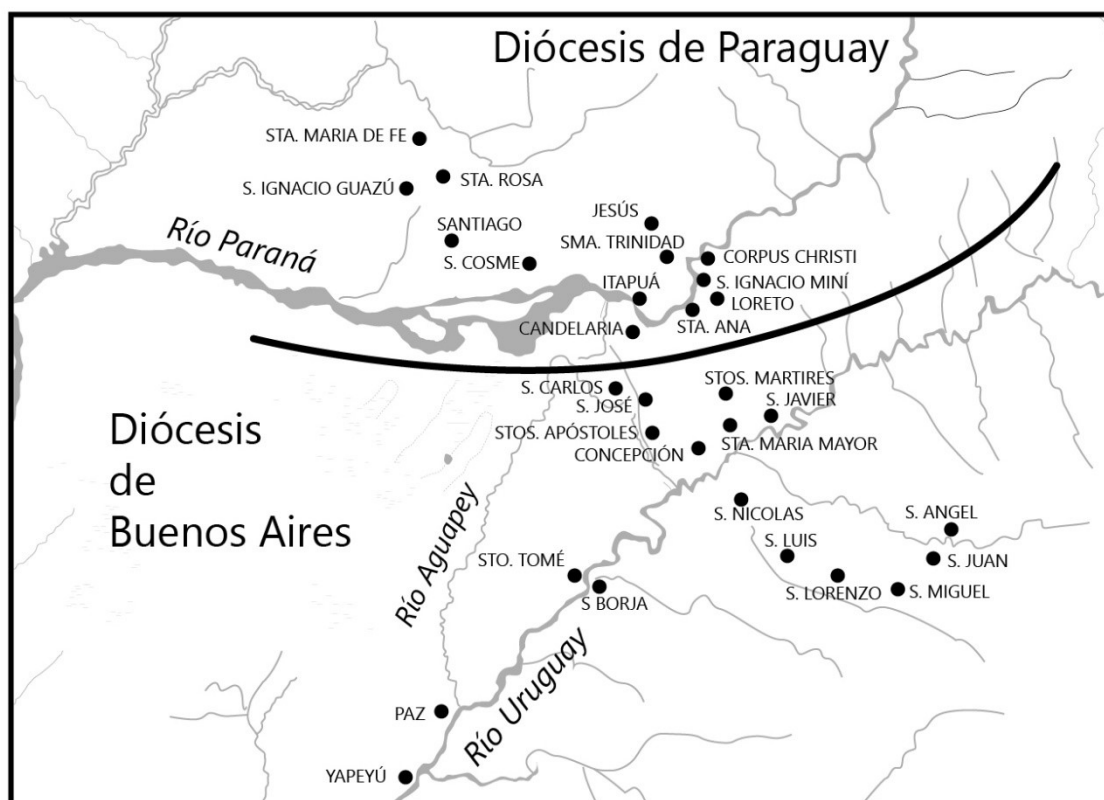 Diócesis de Paraguay
STA. MARIA DE FE
STA. ROSA
S. IGNACIO GUAZÚ
JESÚS
SANTIAGO
Río Paraná
SMA. TRINIDAD
CORPUS CHRISTI
S. COSME
S. IGNACIO MINÍ
ITAPUÁ
LORETO
STA. ANA
CANDELARIA
S. CARLOS
STOS. MARTIRES
S. JOSÉ
S. JAVIER
Diócesis
de
Buenos Aires
STOS. APÓSTOLES
STA. MARIA MAYOR
CONCEPCIÓN
S. NICOLAS
S. ANGEL
S. LUIS
Río Aguapey
STO. TOMÉ
S. JUAN
S. LORENZO
S. MIGUEL
S BORJA
Río Uruguay
PAZ
YAPEYÚ